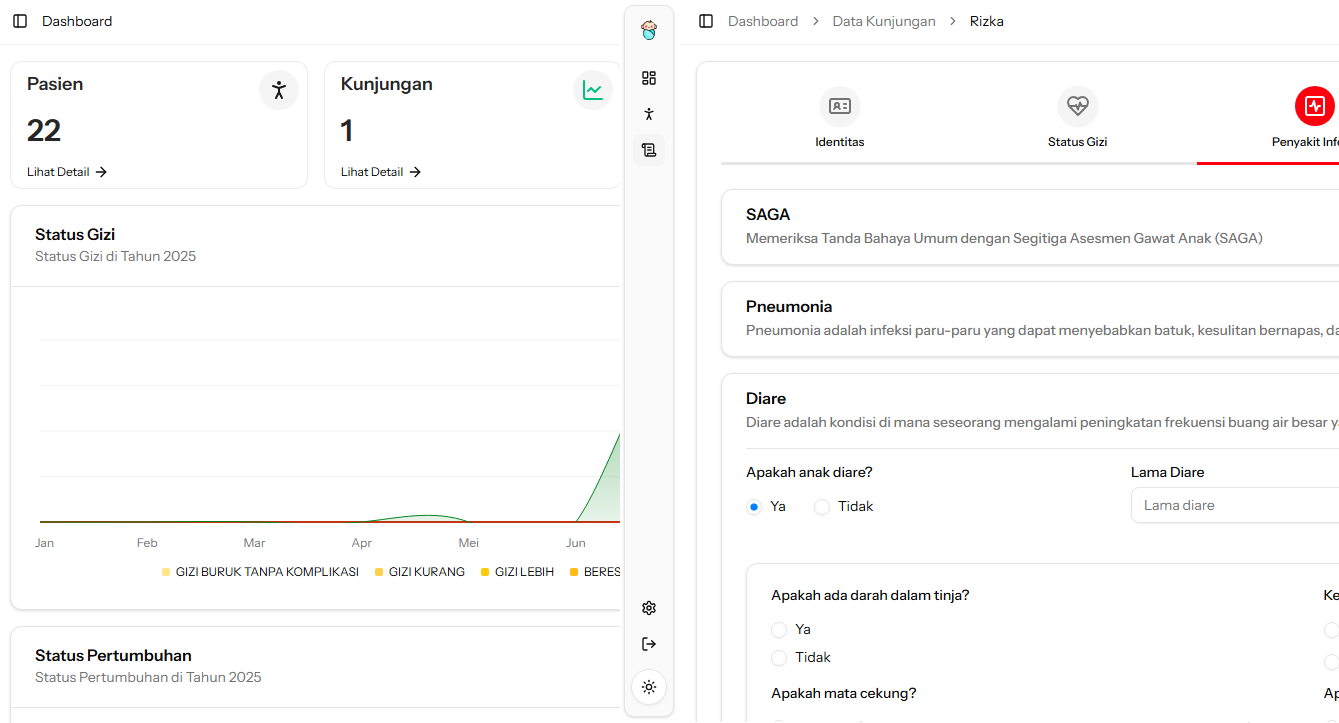 Dashboard
Pasien
22
Lihat Detail
Kunjungan
1
Lihat Detail
Status Gizi
Status Gizi di Tahun 2025
Jan Feb Mar Apr Mei Jun
GIZI BURUK TANPA KOMPLIKASI GIZI KURANG GIZI LEBIH BERES
Status Pertumbuhan
Status Pertumbuhan di Tahun 2025
Dashboard > Data Kunjungan > Rizka
Identitas
Status Gizi
Penyakit Infe
SAGA
Memeriksa Tanda Bahaya Umum dengan Segitiga Asesmen Gawat Anak (SAGA)
Pneumonia
Pneumonia adalah infeksi paru-paru yang dapat menyebabkan batuk, kesulitan bernapas, da
Diare
Diare adalah kondisi di mana seseorang mengalami peningkatan frekuensi buang air besar y
Apakah anak diare?
Ya Tidak
Lama Diare
Lama diare
Apakah ada darah dalam tinja?
Ya
Tidak
Ke
Apakah mata cekung?
Ap